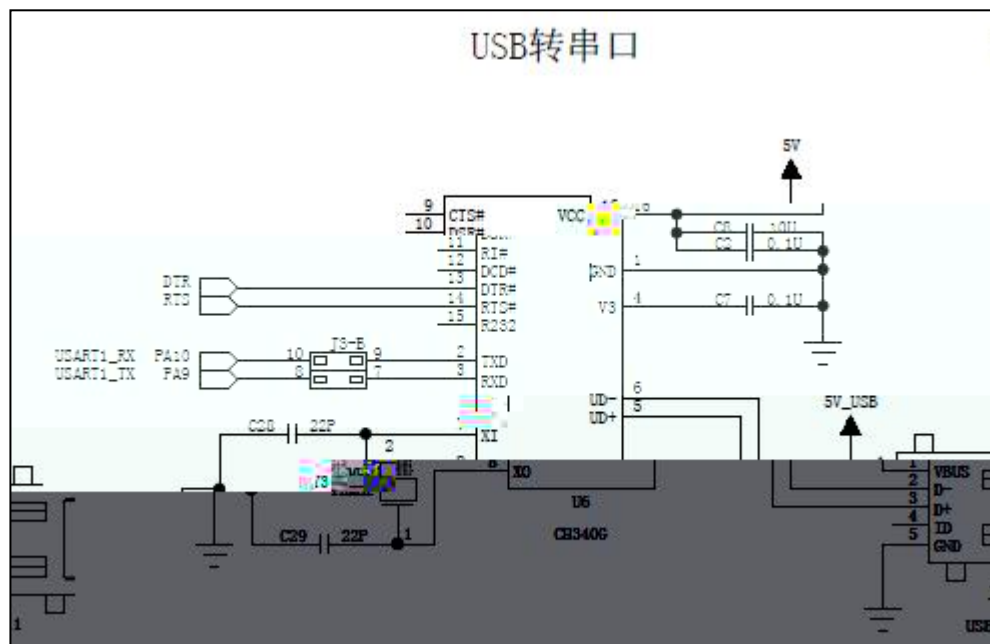 USB转串口
5V
9 CTS# VCC
10
C8 10U
C2 0.1U
11 RI#
12 DCD# GND 1
DTR 13 DTR#
RTS 14 RTS# V3 4 C7 0.1U
15 R232
J3-B
USART1_RX PA10 10 9 2 TXD
USART1_TX PA9 8 7 3 RXD
UD- 6
UD+ 5
5V_USB
C28 22P XI
2
8 XO
1 VBUS
2 D-
3 D+
4 ID
5 GND
U6
CH340G
C29 22P 1
1
USB